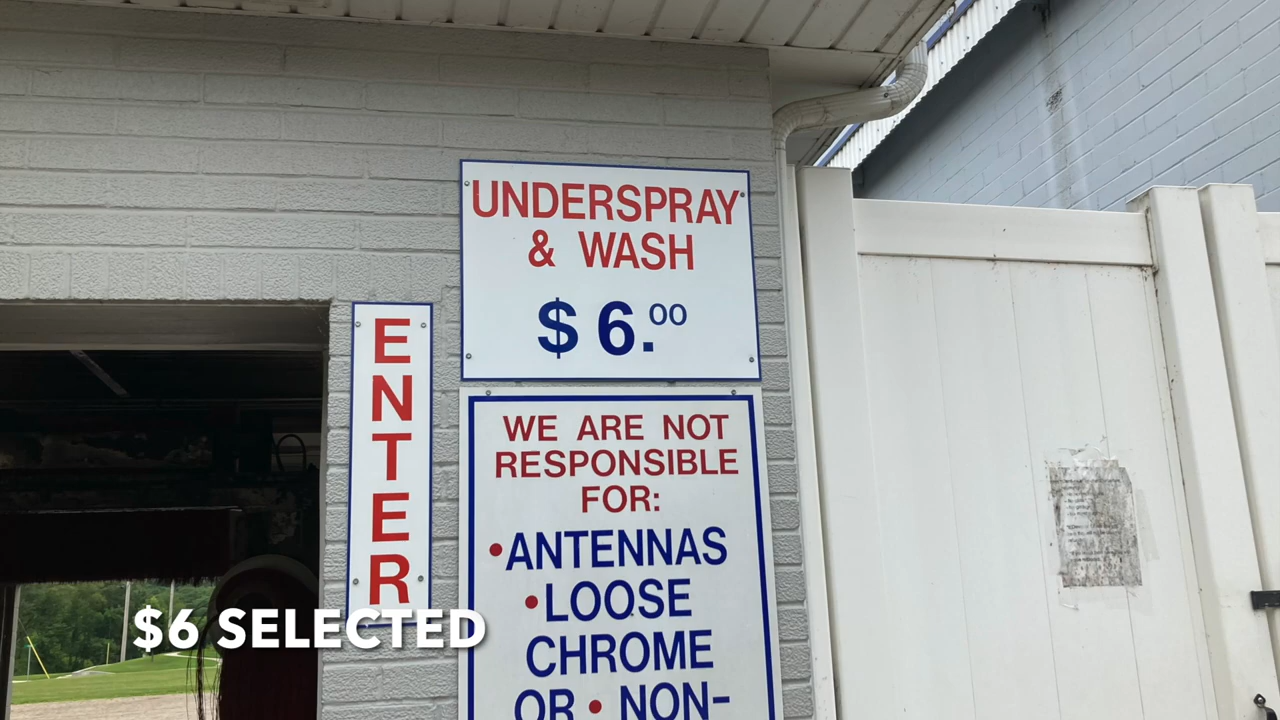 UNDERSPRAY
& WASH
$ 6.00
ENTER
WE ARE NOT
RESPONSIBLE
FOR:
•ANTENNAS
•LOOSE
CHROME
OR • NON-
$6 SELECTED